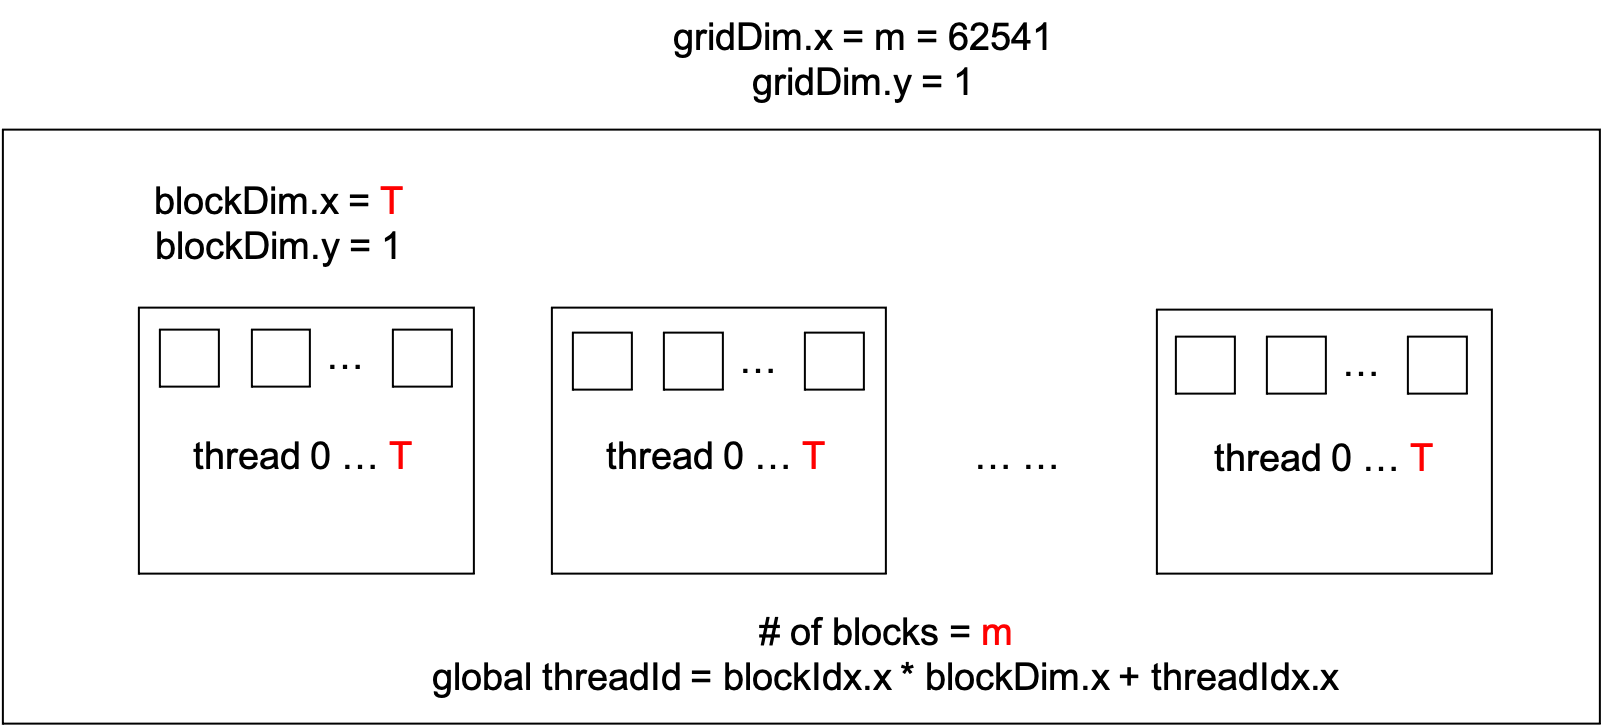 gridDim.x = m = 62541
gridDim.y = 1
blockDim.x = T
blockDim.y = 1
...
...
...
thread 0 ... T
thread 0 ... T
... ...
thread 0 ... T
# of blocks = m
global threadId = blockIdx.x * blockDim.x + threadIdx.x